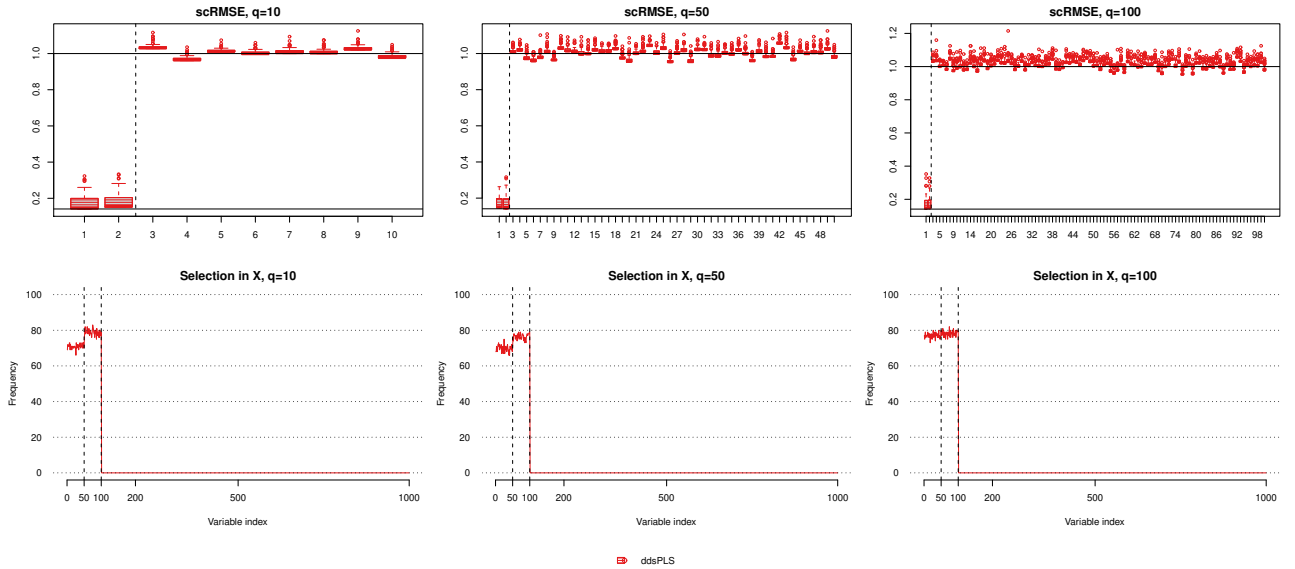 scRMSE, q=10
1.0
0.8
0.6
0.4
0.2
1 2 3 4 5 6 7 8 9 10
scRMSE, q=50
1.0
0.8
0.6
0.4
0.2
1 3 5 7 9 12 15 18 21 24 27 30 33 36 39 42 45 48
scRMSE, q=100
1.2
1.0
0.8
0.6
0.4
0.2
1 5 9 14 20 26 32 38 44 50 56 62 68 74 80 86 92 98
Selection in X, q=10
Frequency
100
80
60
40
20
0
0 50 100 200 500 1000
Variable index
Selection in X, q=50
Frequency
100
80
60
40
20
0
0 50 100 200 500 1000
Variable index
Selection in X, q=100
Frequency
100
80
60
40
20
0
0 50 100 200 500 1000
Variable index
ddsPLS